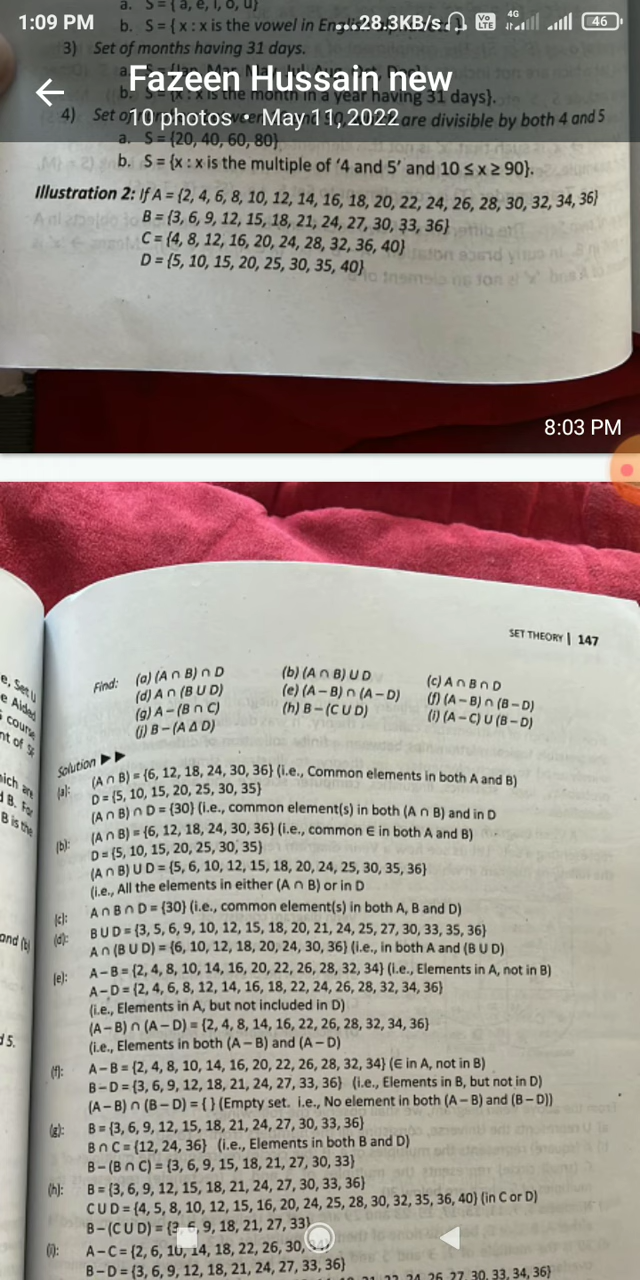 1:09 PM 28.3KB/s Vo LTE 4G 46
a. S = { a, e, i, o, u}
b. S = { x : x is the vowel in
3) Set of months having 31 days.
Fazeen Hussain new
b. S = {x : x is the month in a year having 31 days}.
10 photos • May 11, 2022
4) Set of are divisible by both 4 and 5
a. S = {20, 40, 60, 80}
b. S = {x : x is the multiple of '4 and 5' and 10 ≤ x ≥ 90}.
Illustration 2: If A = {2, 4, 6, 8, 10, 12, 14, 16, 18, 20, 22, 24, 26, 28, 30, 32, 34, 36}
B = {3, 6, 9, 12, 15, 18, 21, 24, 27, 30, 33, 36}
C = {4, 8, 12, 16, 20, 24, 28, 32, 36, 40}
D = {5, 10, 15, 20, 25, 30, 35, 40}
8:03 PM
SET THEORY | 147
Find: (a) (A ∩ B) ∩ D (b) (A ∩ B) U D (c) A ∩ B ∩ D
(d) A ∩ (B U D) (e) (A – B) ∩ (A – D) (f) (A – B) ∩ (B – D)
(g) A – (B ∩ C) (h) B – (C U D) (i) (A – C) U (B – D)
(j) B – (A Δ D)
Solution ►►
(a): (A ∩ B) = {6, 12, 18, 24, 30, 36} (i.e., Common elements in both A and B)
D = {5, 10, 15, 20, 25, 30, 35}
(A ∩ B) ∩ D = {30} (i.e., common element(s) in both (A ∩ B) and in D
(b): (A ∩ B) = {6, 12, 18, 24, 30, 36} (i.e., common ∈ in both A and B)
D = {5, 10, 15, 20, 25, 30, 35}
(A ∩ B) U D = {5, 6, 10, 12, 15, 18, 20, 24, 25, 30, 35, 36}
(i.e., All the elements in either (A ∩ B) or in D
(c): A ∩ B ∩ D = {30} (i.e., common element(s) in both A, B and D)
(d): B U D = {3, 5, 6, 9, 10, 12, 15, 18, 20, 21, 24, 25, 27, 30, 33, 35, 36}
A ∩ (B U D) = {6, 10, 12, 18, 20, 24, 30, 36} (i.e., in both A and (B U D)
(e): A – B = {2, 4, 8, 10, 14, 16, 20, 22, 26, 28, 32, 34} (i.e., Elements in A, not in B)
A – D = {2, 4, 6, 8, 12, 14, 16, 18, 22, 24, 26, 28, 32, 34, 36}
(i.e., Elements in A, but not included in D)
(A – B) ∩ (A – D) = {2, 4, 8, 14, 16, 22, 26, 28, 32, 34, 36}
(i.e., Elements in both (A – B) and (A – D)
(f): A – B = {2, 4, 8, 10, 14, 16, 20, 22, 26, 28, 32, 34} (∈ in A, not in B)
B – D = {3, 6, 9, 12, 18, 21, 24, 27, 33, 36} (i.e., Elements in B, but not in D)
(A – B) ∩ (B – D) = { } (Empty set. i.e., No element in both (A – B) and (B – D))
(g): B = {3, 6, 9, 12, 15, 18, 21, 24, 27, 30, 33, 36}
B ∩ C = {12, 24, 36} (i.e., Elements in both B and D)
B – (B ∩ C) = {3, 6, 9, 15, 18, 21, 27, 30, 33}
(h): B = {3, 6, 9, 12, 15, 18, 21, 24, 27, 30, 33, 36}
C U D = {4, 5, 8, 10, 12, 15, 16, 20, 24, 25, 28, 30, 32, 35, 36, 40} (in C or D)
B – (C U D) = {3, 6, 9, 18, 21, 27, 33}
(i): A – C = {2, 6, 10, 14, 18, 22, 26, 30, 34}
B – D = {3, 6, 9, 12, 18, 21, 24, 27, 33, 36}
24, 26, 27, 30, 33, 34, 36}